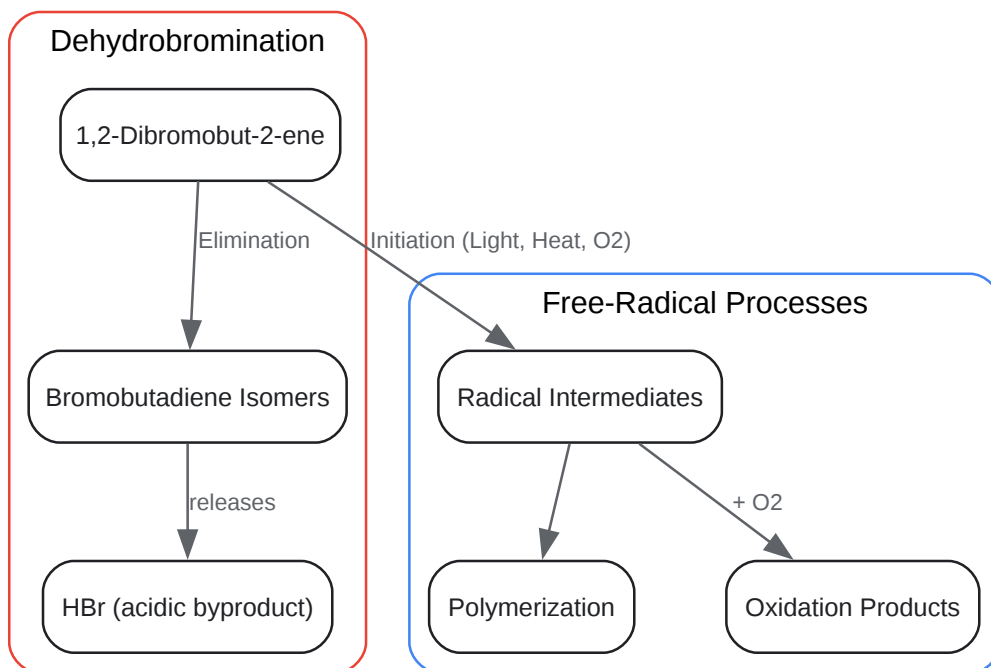 Dehydrobromination
1,2-Dibromobut-2-ene
Elimination
Initiation (Light, Heat, O2)
Free-Radical Processes
Bromobutadiene Isomers
Radical Intermediates
releases
+ O2
HBr (acidic byproduct)
Polymerization
Oxidation Products